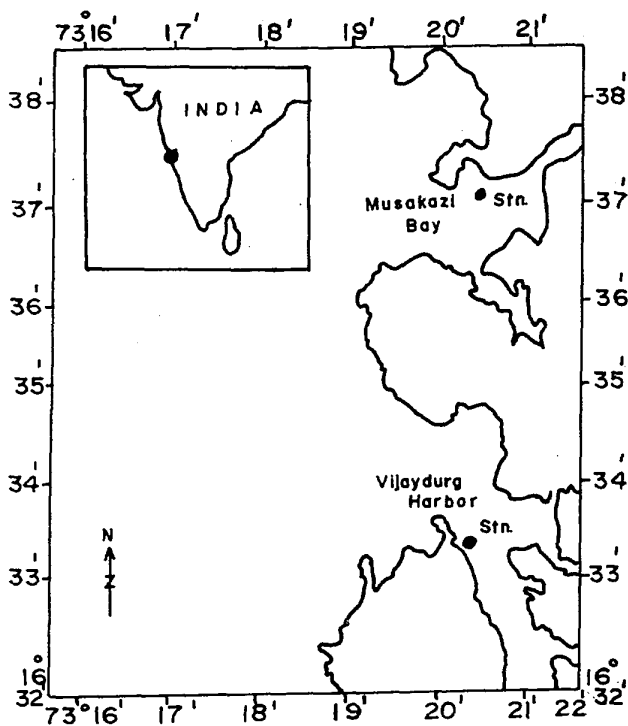 73°16' 17' 18' 19' 20' 21' 22'
38' 38'
INDIA
37' 37'
Musakazi Stn.
Bay
36' 36'
35' 35'
34' 34'
Vijaydurg
Harbor
Stn.
N
Z
33' 33'
16° 16°
32' 32'
73°16' 17' 18' 19' 20' 21' 22'